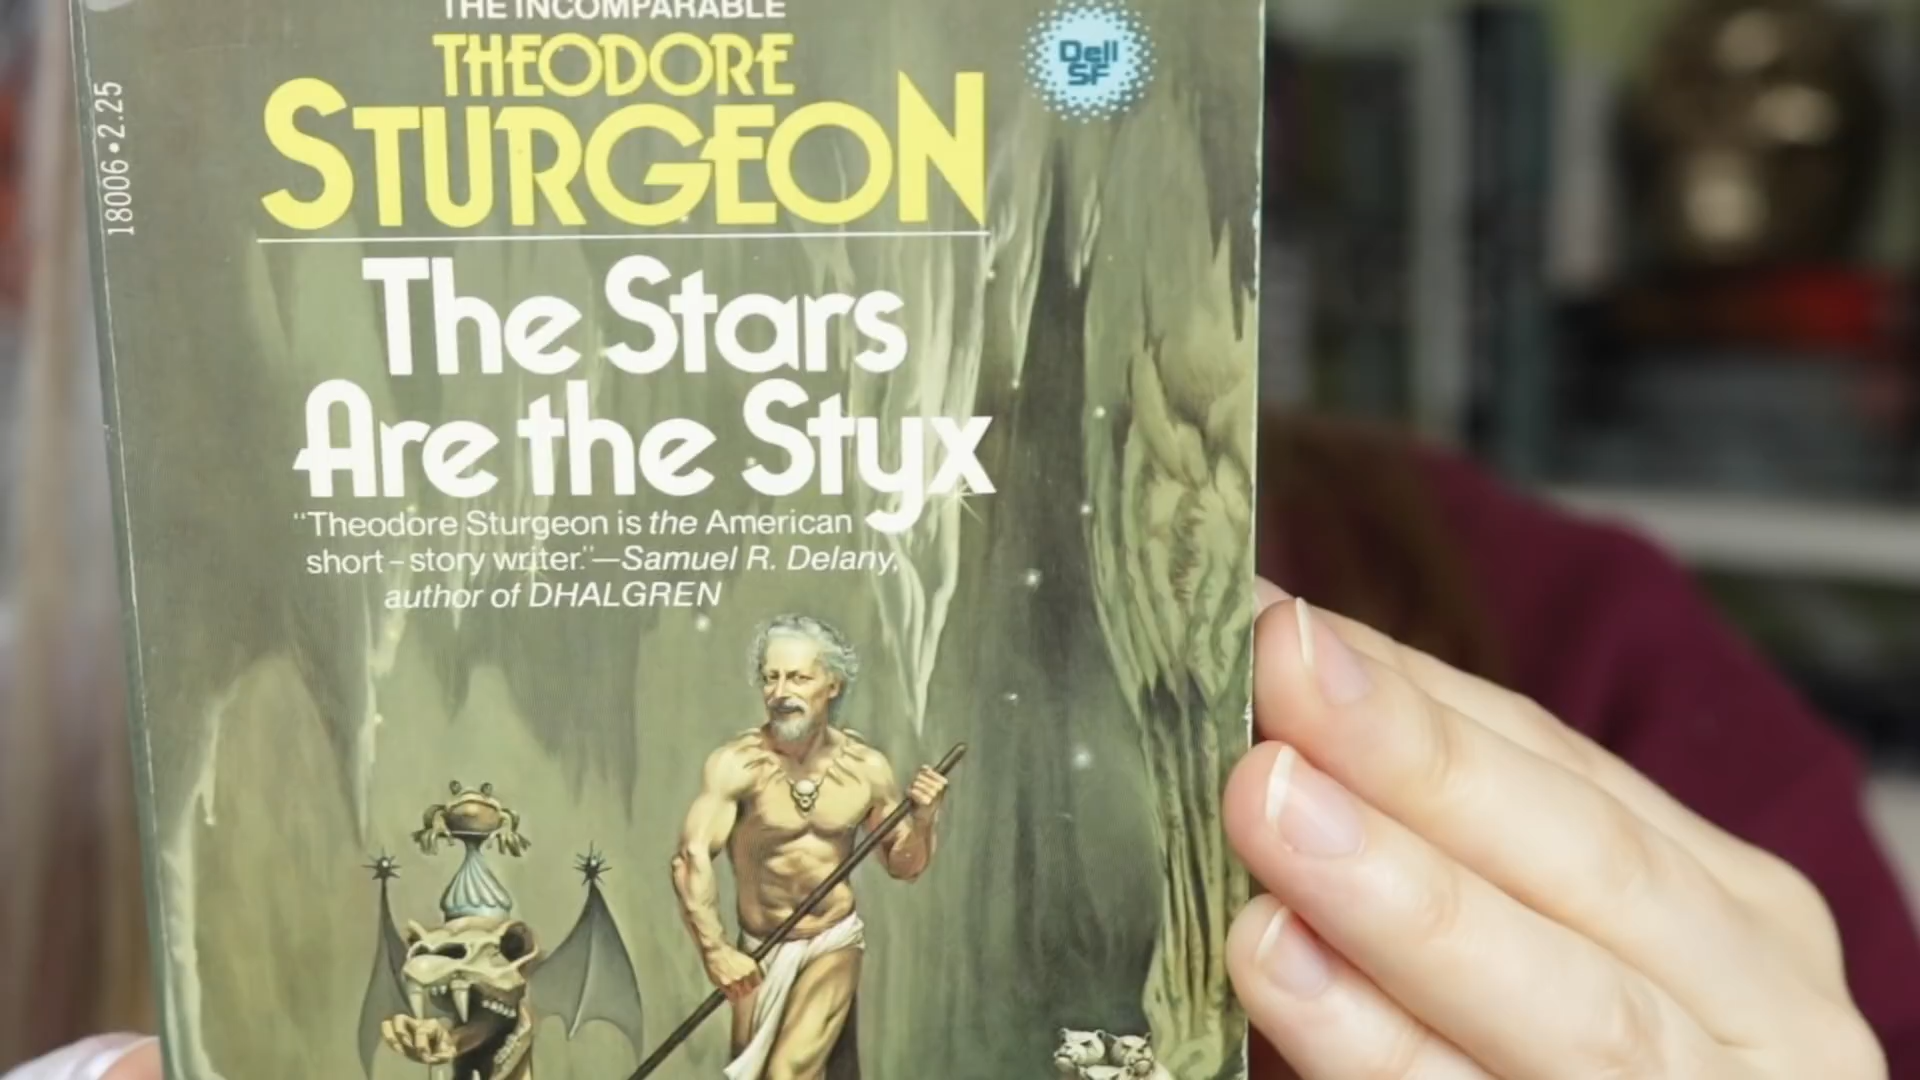 THE INCOMPARABLE
THEODORE
STURGEON
Dell
SF
18006•2.25
The Stars
Are the Styx
"Theodore Sturgeon is the American
short-story writer."—Samuel R. Delany,
author of DHALGREN